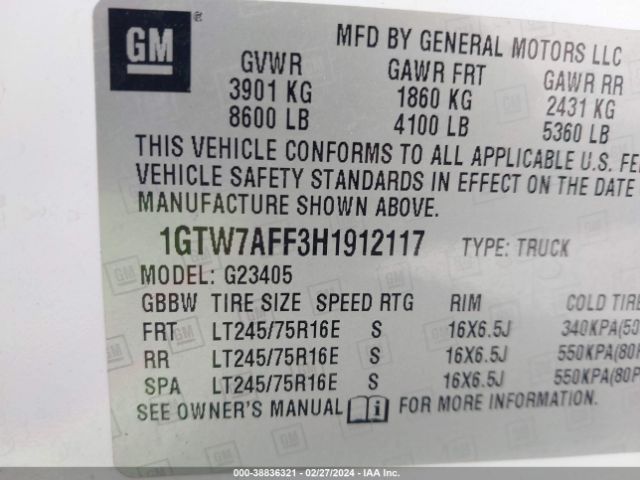 GM ®
MFD BY GENERAL MOTORS LLC
GVWR GAWR FRT GAWR RR
3901 KG 1860 KG 2431 KG
8600 LB 4100 LB 5360 LB
THIS VEHICLE CONFORMS TO ALL APPLICABLE U.S. FE
VEHICLE SAFETY STANDARDS IN EFFECT ON THE DATE
MANUFACTURE SHOWN ABOVE.
1GTW7AFF3H1912117 TYPE: TRUCK
MODEL: G23405
GBBW TIRE SIZE SPEED RTG RIM COLD TIRE
FRT LT245/75R16E S 16X6.5J 340KPA(50
RR LT245/75R16E S 16X6.5J 550KPA(80P
SPA LT245/75R16E S 16X6.5J 550KPA(80P
SEE OWNER'S MANUAL i FOR MORE INFORMATION.
000-38836321 - 02/27/2024 - IAA Inc.